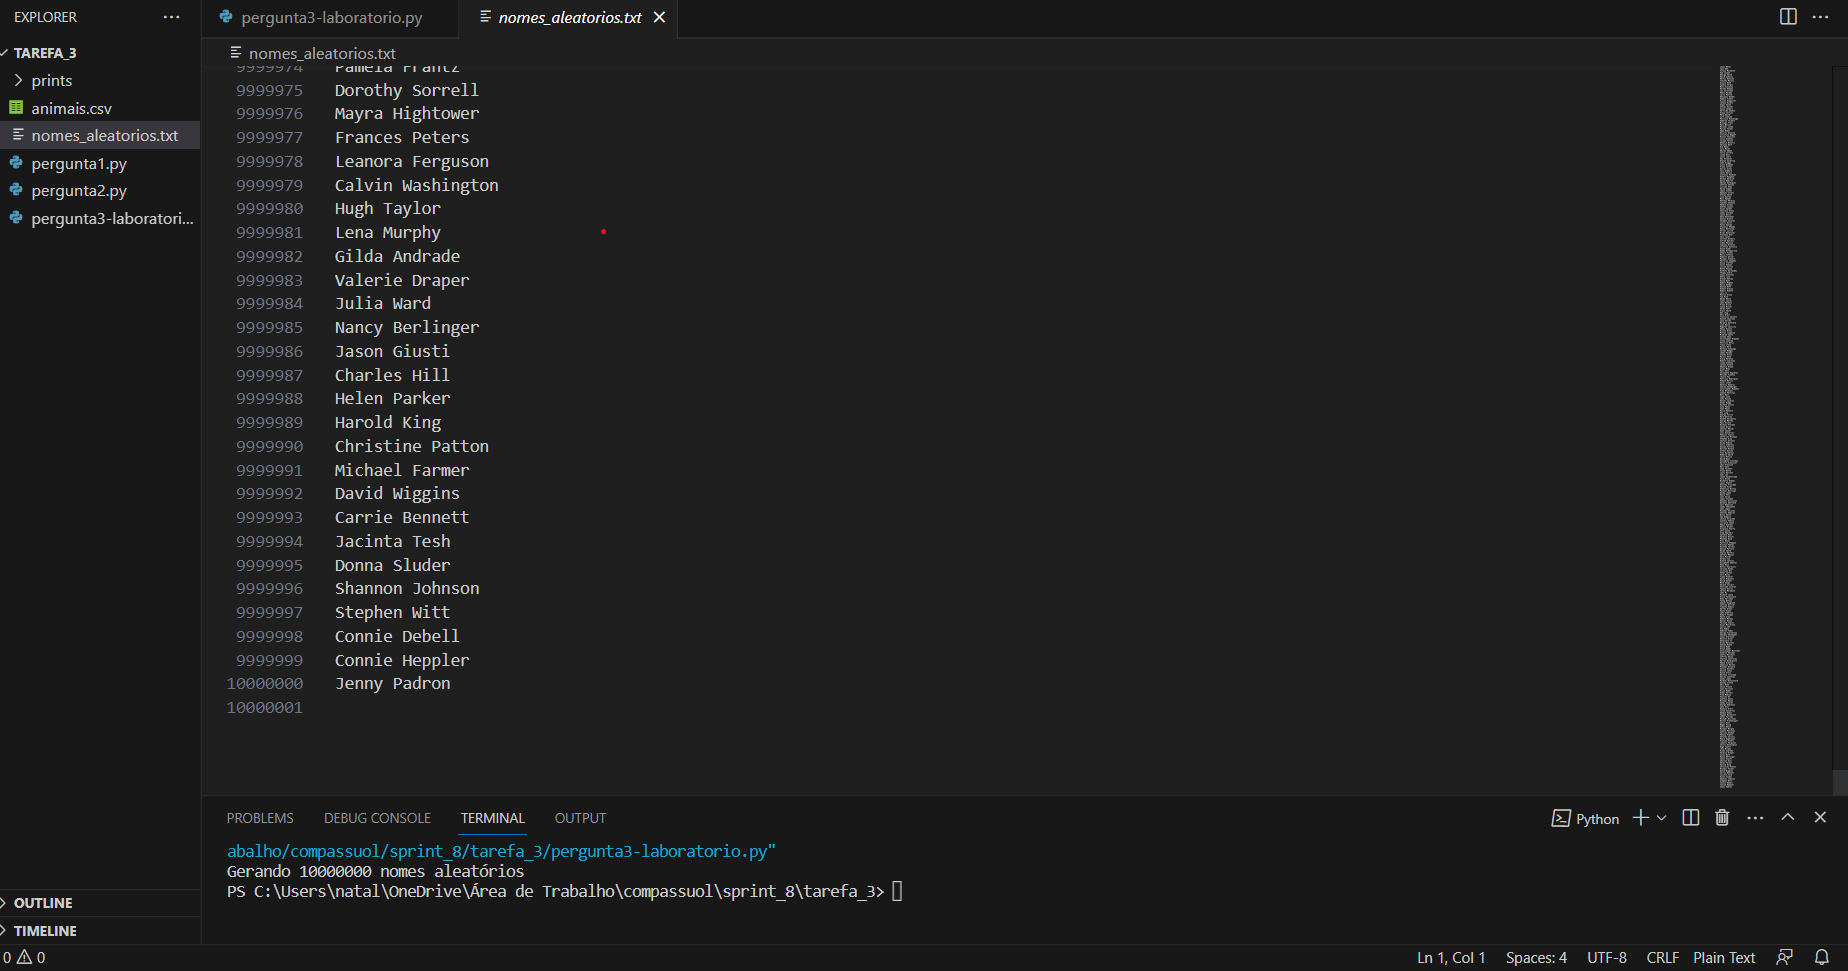 EXPLORER
TAREFA_3
prints
animais.csv
nomes_aleatorios.txt
pergunta1.py
pergunta2.py
pergunta3-laboratori...
OUTLINE
TIMELINE
pergunta3-laboratorio.py
nomes_aleatorios.txt
nomes_aleatorios.txt
9999974 Pamela Frantz
9999975 Dorothy Sorrell
9999976 Mayra Hightower
9999977 Frances Peters
9999978 Leanora Ferguson
9999979 Calvin Washington
9999980 Hugh Taylor
9999981 Lena Murphy
9999982 Gilda Andrade
9999983 Valerie Draper
9999984 Julia Ward
9999985 Nancy Berlinger
9999986 Jason Giusti
9999987 Charles Hill
9999988 Helen Parker
9999989 Harold King
9999990 Christine Patton
9999991 Michael Farmer
9999992 David Wiggins
9999993 Carrie Bennett
9999994 Jacinta Tesh
9999995 Donna Sluder
9999996 Shannon Johnson
9999997 Stephen Witt
9999998 Connie Debell
9999999 Connie Heppler
10000000 Jenny Padron
10000001
PROBLEMS DEBUG CONSOLE TERMINAL OUTPUT
Python
abalho/compassuol/sprint_8/tarefa_3/pergunta3-laboratorio.py"
Gerando 10000000 nomes aleatórios
PS C:\Users\natal\OneDrive\Área de Trabalho\compassuol\sprint_8\tarefa_3>
0 0 Ln 1, Col 1 Spaces: 4 UTF-8 CRLF Plain Text